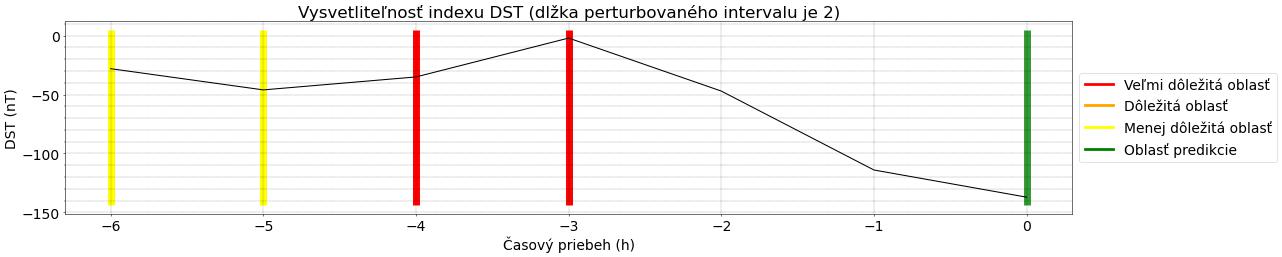 Vysvetliteľnosť indexu DST (dlžka perturbovaného intervalu je 2)
DST (nT)
0
−50
−100
−150
−6 −5 −4 −3 −2 −1 0
Časový priebeh (h)
Veľmi dôležitá oblasť
Dôležitá oblasť
Menej dôležitá oblasť
Oblasť predikcie